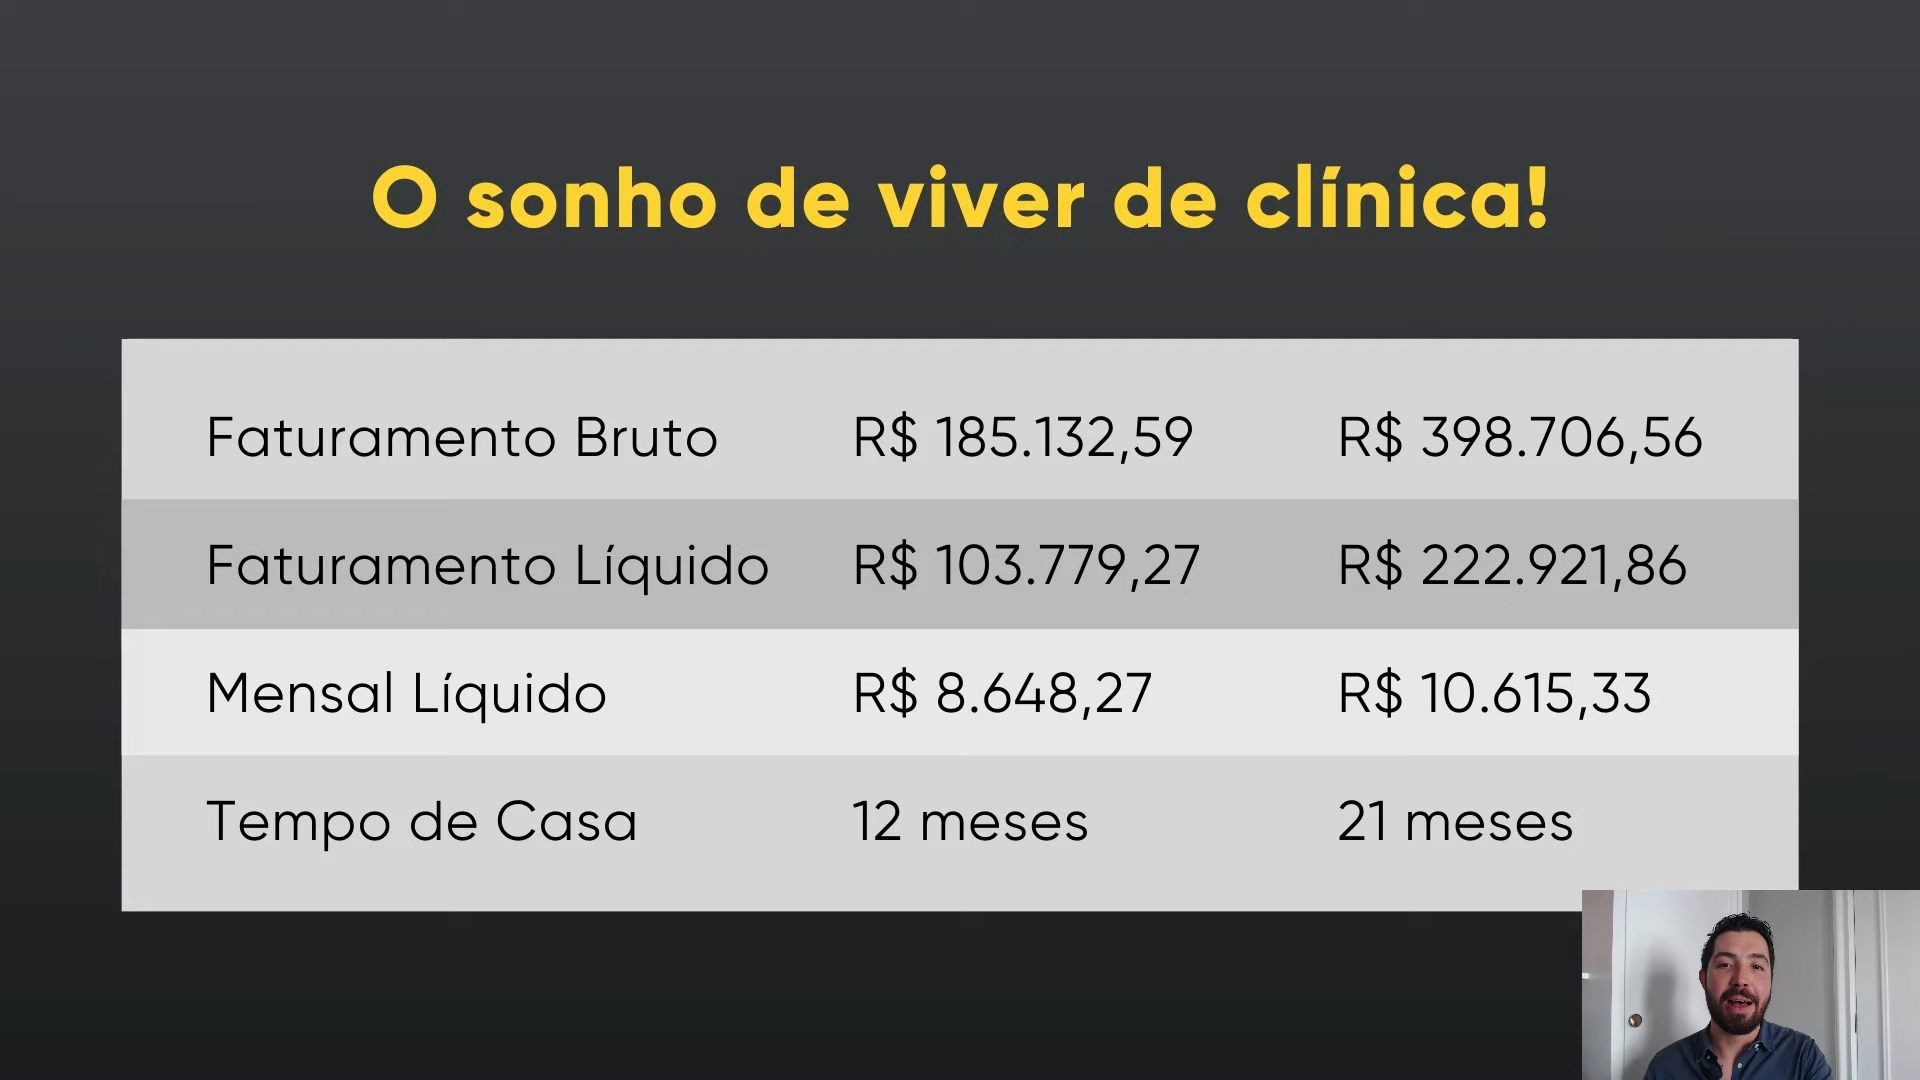 O sonho de viver de clínica!
Faturamento Bruto R$ 185.132,59 R$ 398.706,56
Faturamento Líquido R$ 103.779,27 R$ 222.921,86
Mensal Líquido R$ 8.648,27 R$ 10.615,33
Tempo de Casa 12 meses 21 meses